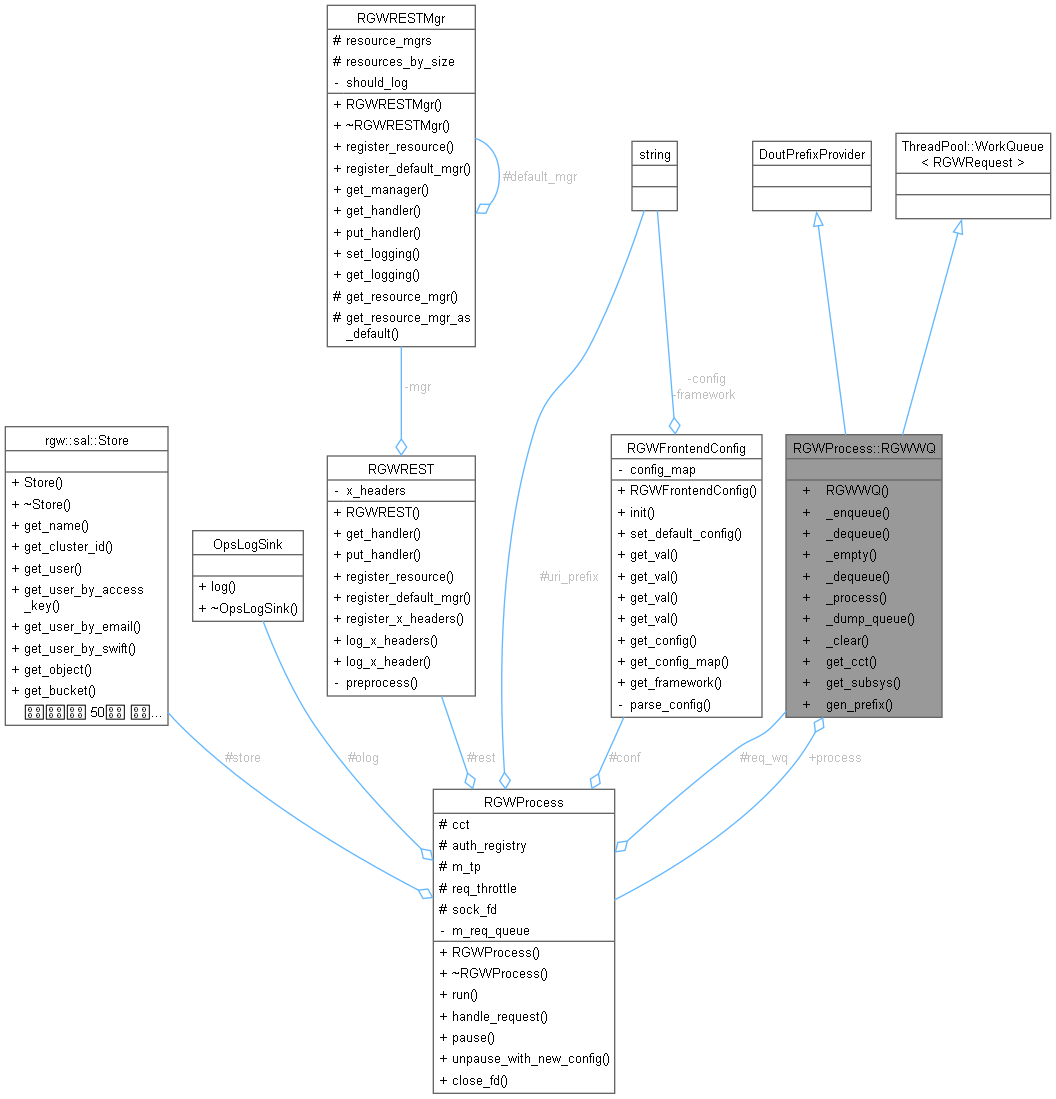 RGWRESTMgr
# resource_mgrs
# resources_by_size
- should_log
+ RGWRESTMgr()
+ ~RGWRESTMgr()
+ register_resource()
+ register_default_mgr()
+ get_manager()
+ get_handler()
+ put_handler()
+ set_logging()
+ get_logging()
# get_resource_mgr()
# get_resource_mgr_as
_default()
#default_mgr
string
DoutPrefixProvider
ThreadPool::WorkQueue
< RGWRequest >
-mgr
-config
-framework
rgw::sal::Store
+ Store()
+ ~Store()
+ get_name()
+ get_cluster_id()
+ get_user()
+ get_user_by_access
_key()
+ get_user_by_email()
+ get_user_by_swift()
+ get_object()
+ get_bucket()
50
...
OpsLogSink
+ log()
+ ~OpsLogSink()
RGWREST
- x_headers
+ RGWREST()
+ get_handler()
+ put_handler()
+ register_resource()
+ register_default_mgr()
+ register_x_headers()
+ log_x_headers()
+ log_x_header()
- preprocess()
#uri_prefix
RGWFrontendConfig
- config_map
+ RGWFrontendConfig()
+ init()
+ set_default_config()
+ get_val()
+ get_val()
+ get_val()
+ get_val()
+ get_config()
+ get_config_map()
+ get_framework()
- parse_config()
RGWProcess::RGWWQ
+ RGWWQ()
+ _enqueue()
+ _dequeue()
+ _empty()
+ _dequeue()
+ _process()
+ _dump_queue()
+ _clear()
+ get_cct()
+ get_subsys()
+ gen_prefix()
#store
#olog
#rest
#conf
#req_wq
+process
RGWProcess
# cct
# auth_registry
# m_tp
# req_throttle
# sock_fd
- m_req_queue
+ RGWProcess()
+ ~RGWProcess()
+ run()
+ handle_request()
+ pause()
+ unpause_with_new_config()
+ close_fd()